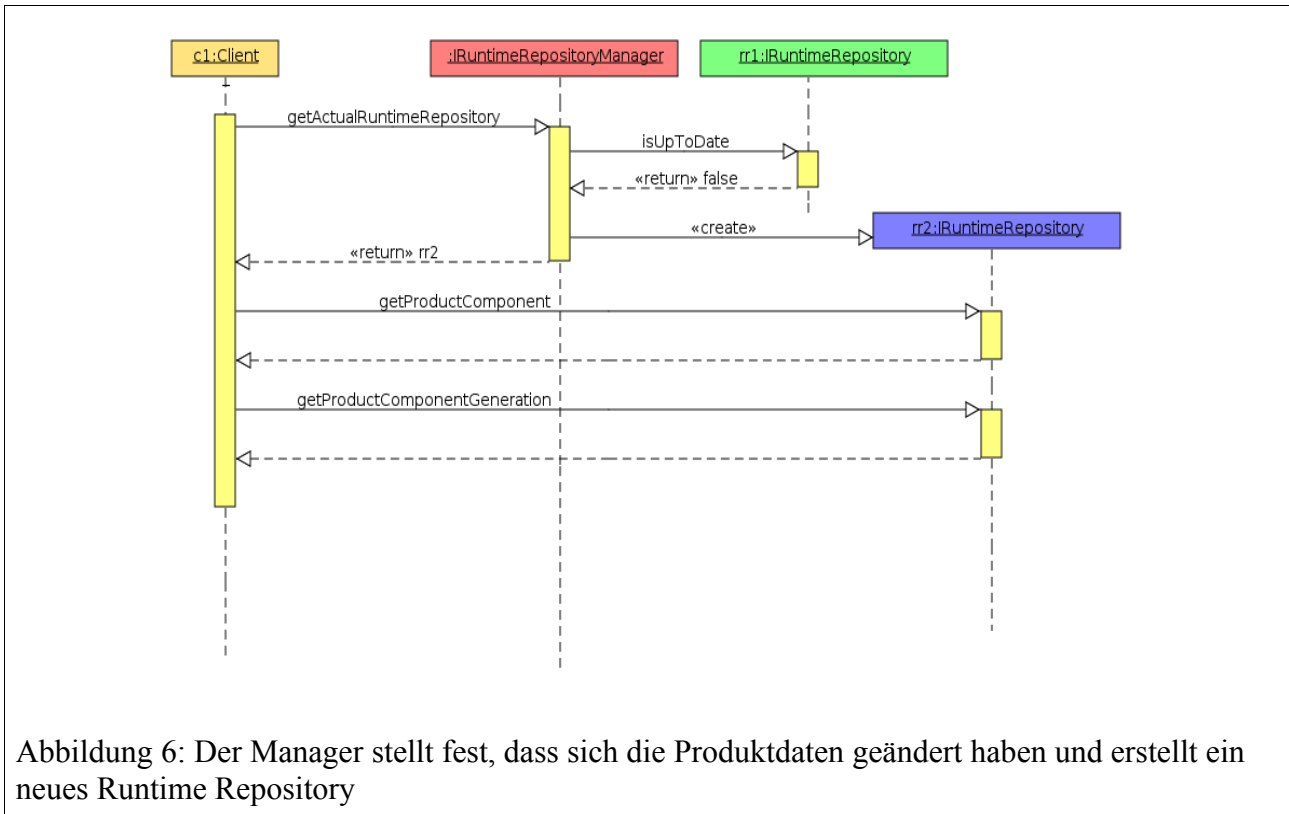 c1:Client
:IRuntimeRepositoryManager
rr1:IRuntimeRepository
getActualRuntimeRepository
isUpToDate
«return» false
«create»
rr2:IRuntimeRepository
«return» rr2
getProductComponent
getProductComponentGeneration
Abbildung 6: Der Manager stellt fest, dass sich die Produktdaten geändert haben und erstellt ein
neues Runtime Repository